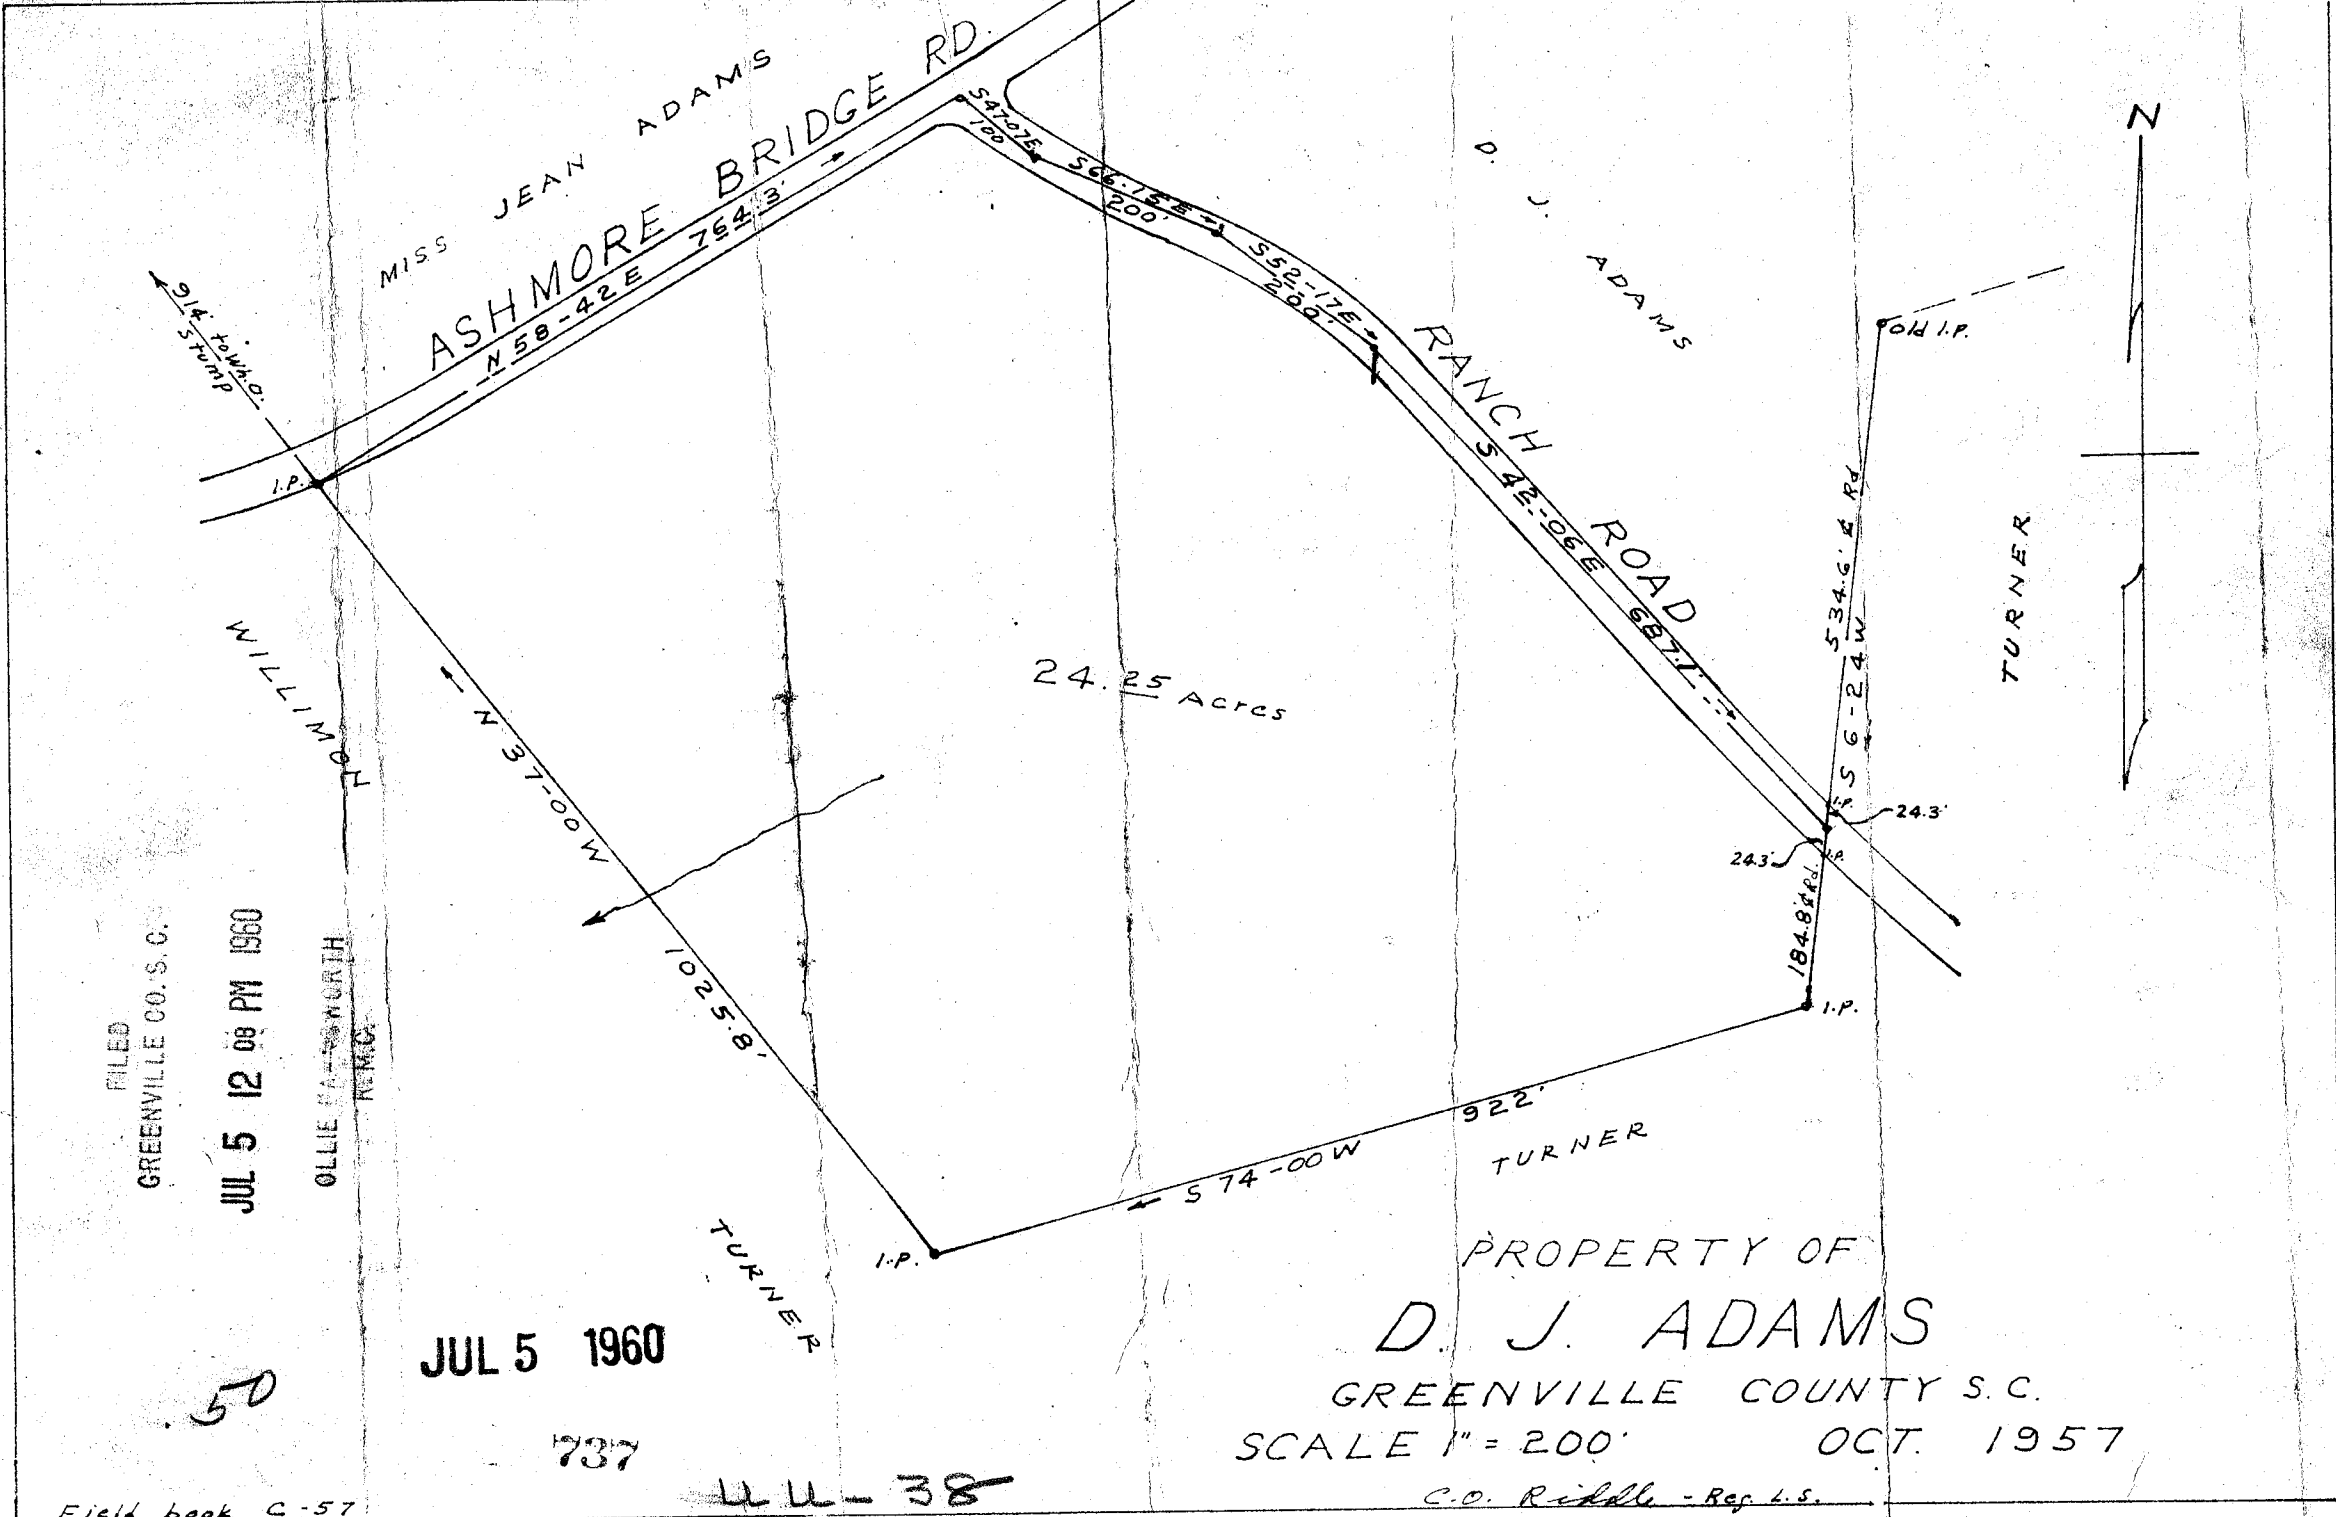 MISS JEAN ADAMS
ASHMORE BRIDGE RD.
N 58-42 E 764.3'
S 47-07 E
100
S 66-15 E
200'
S 52-17 E
200'
D. J. ADAMS
N
RANCH ROAD
S 42-06 E 687.1'
Old I.P.
914' to W.O.
Stump
I.P.
534.6' ₵ Rd
S 6-24 W
TURNER
WILLIMON
24.25 Acres
N 37-00 W
1025.8'
I.P.
24.3'
24.3'
I.P.
184.8' ₵ Rd.
I.P.
922'
S 74-00 W
TURNER
I.P.
TURNER
FILED
GREENVILLE CO. S. C.
JUL 5 12 08 PM 1960
OLLIE FARNSWORTH
R.M.C.
PROPERTY OF
D. J. ADAMS
GREENVILLE COUNTY S.C.
SCALE 1" = 200' OCT. 1957
C.O. Riddle - Reg. L.S.
JUL 5 1960
.50
737
UU-38
Field book C-57